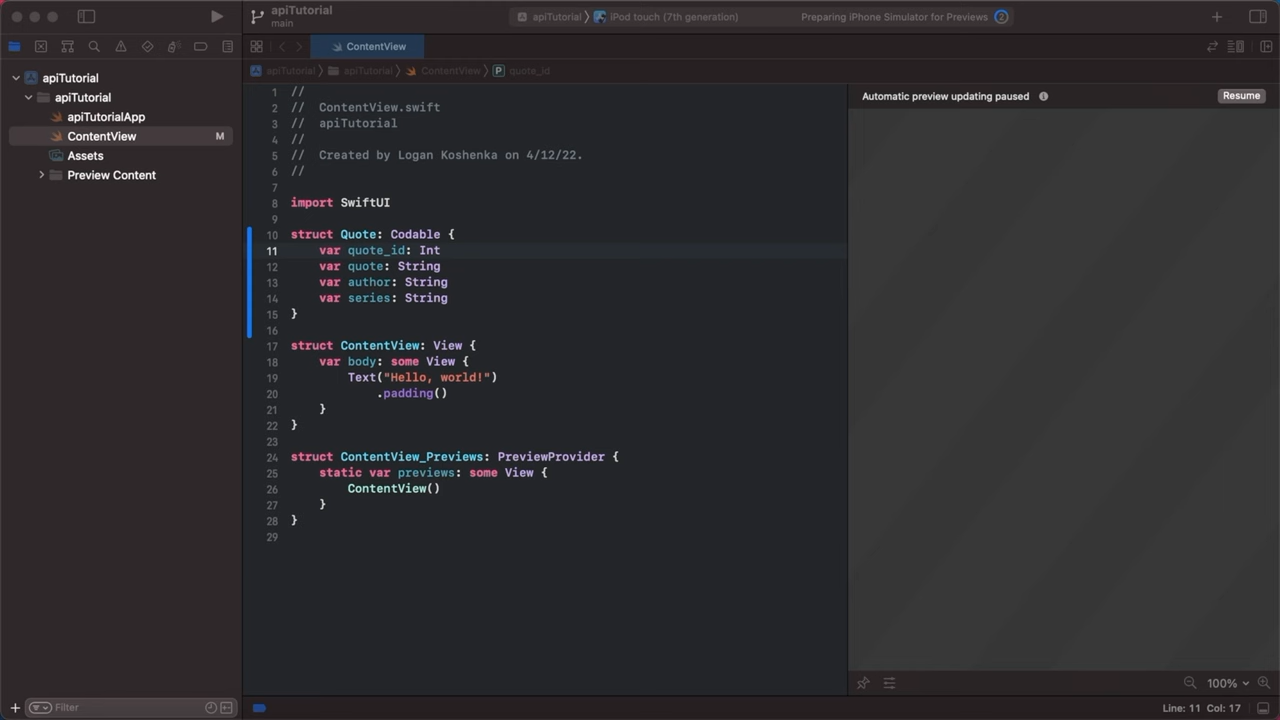 apiTutorial
main
apiTutorial
iPod touch (7th generation)
Preparing iPhone Simulator for Previews
2
ContentView
apiTutorial
apiTutorial
ContentView
P
quote_id
apiTutorial
apiTutorial
apiTutorialApp
ContentView
M
Assets
Preview Content
1 //
2 //  ContentView.swift
3 //  apiTutorial
4 //
5 //  Created by Logan Koshenka on 4/12/22.
6 //
7
8 import SwiftUI
9
10 struct Quote: Codable {
11     var quote_id: Int
12     var quote: String
13     var author: String
14     var series: String
15 }
16
17 struct ContentView: View {
18     var body: some View {
19         Text("Hello, world!")
20             .padding()
21     }
22 }
23
24 struct ContentView_Previews: PreviewProvider {
25     static var previews: some View {
26         ContentView()
27     }
28 }
29
Automatic preview updating paused
Resume
100%
Filter
Line: 11 Col: 17